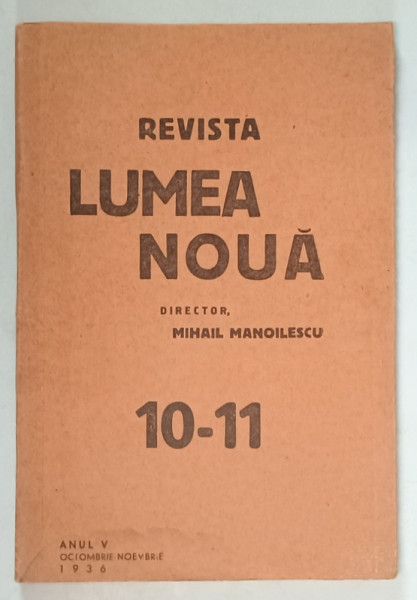 REVISTA
LUMEA
NOUĂ
DIRECTOR,
MIHAIL MANOILESCU
10-11
ANUL V
OCTOMBRIE NOEMBRIE
1936